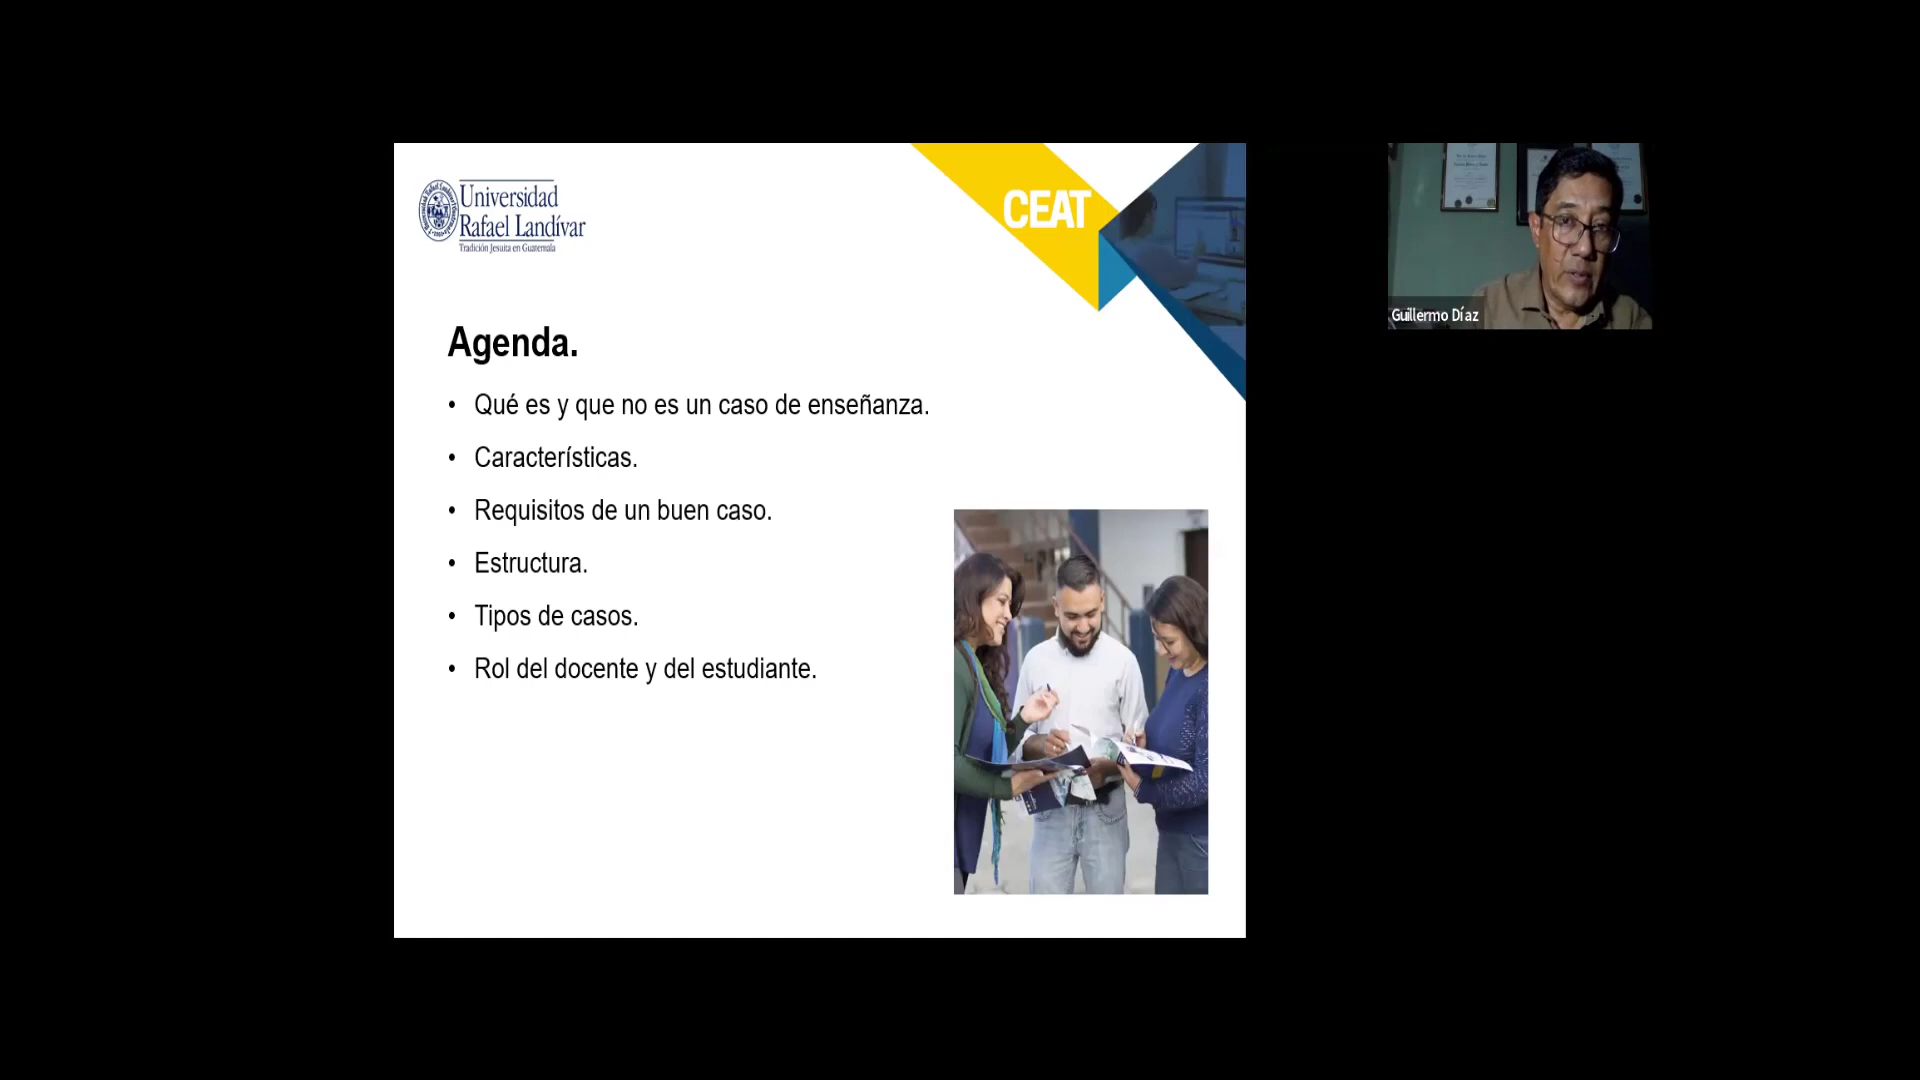 Universidad
Rafael Landívar
Tradición Jesuita en Guatemala
CEAT
Agenda.
• Qué es y que no es un caso de enseñanza.
• Características.
• Requisitos de un buen caso.
• Estructura.
• Tipos de casos.
• Rol del docente y del estudiante.
Guillermo Díaz